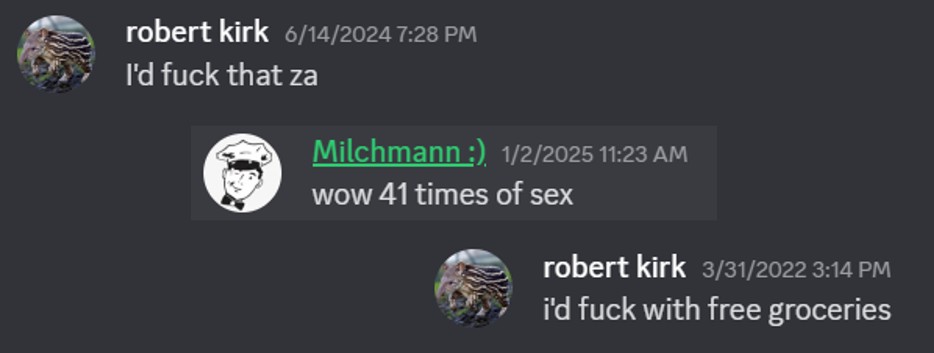 robert kirk 6/14/2024 7:28 PM
I'd fuck that za
Milchmann :) 1/2/2025 11:23 AM
wow 41 times of sex
robert kirk 3/31/2022 3:14 PM
i'd fuck with free groceries